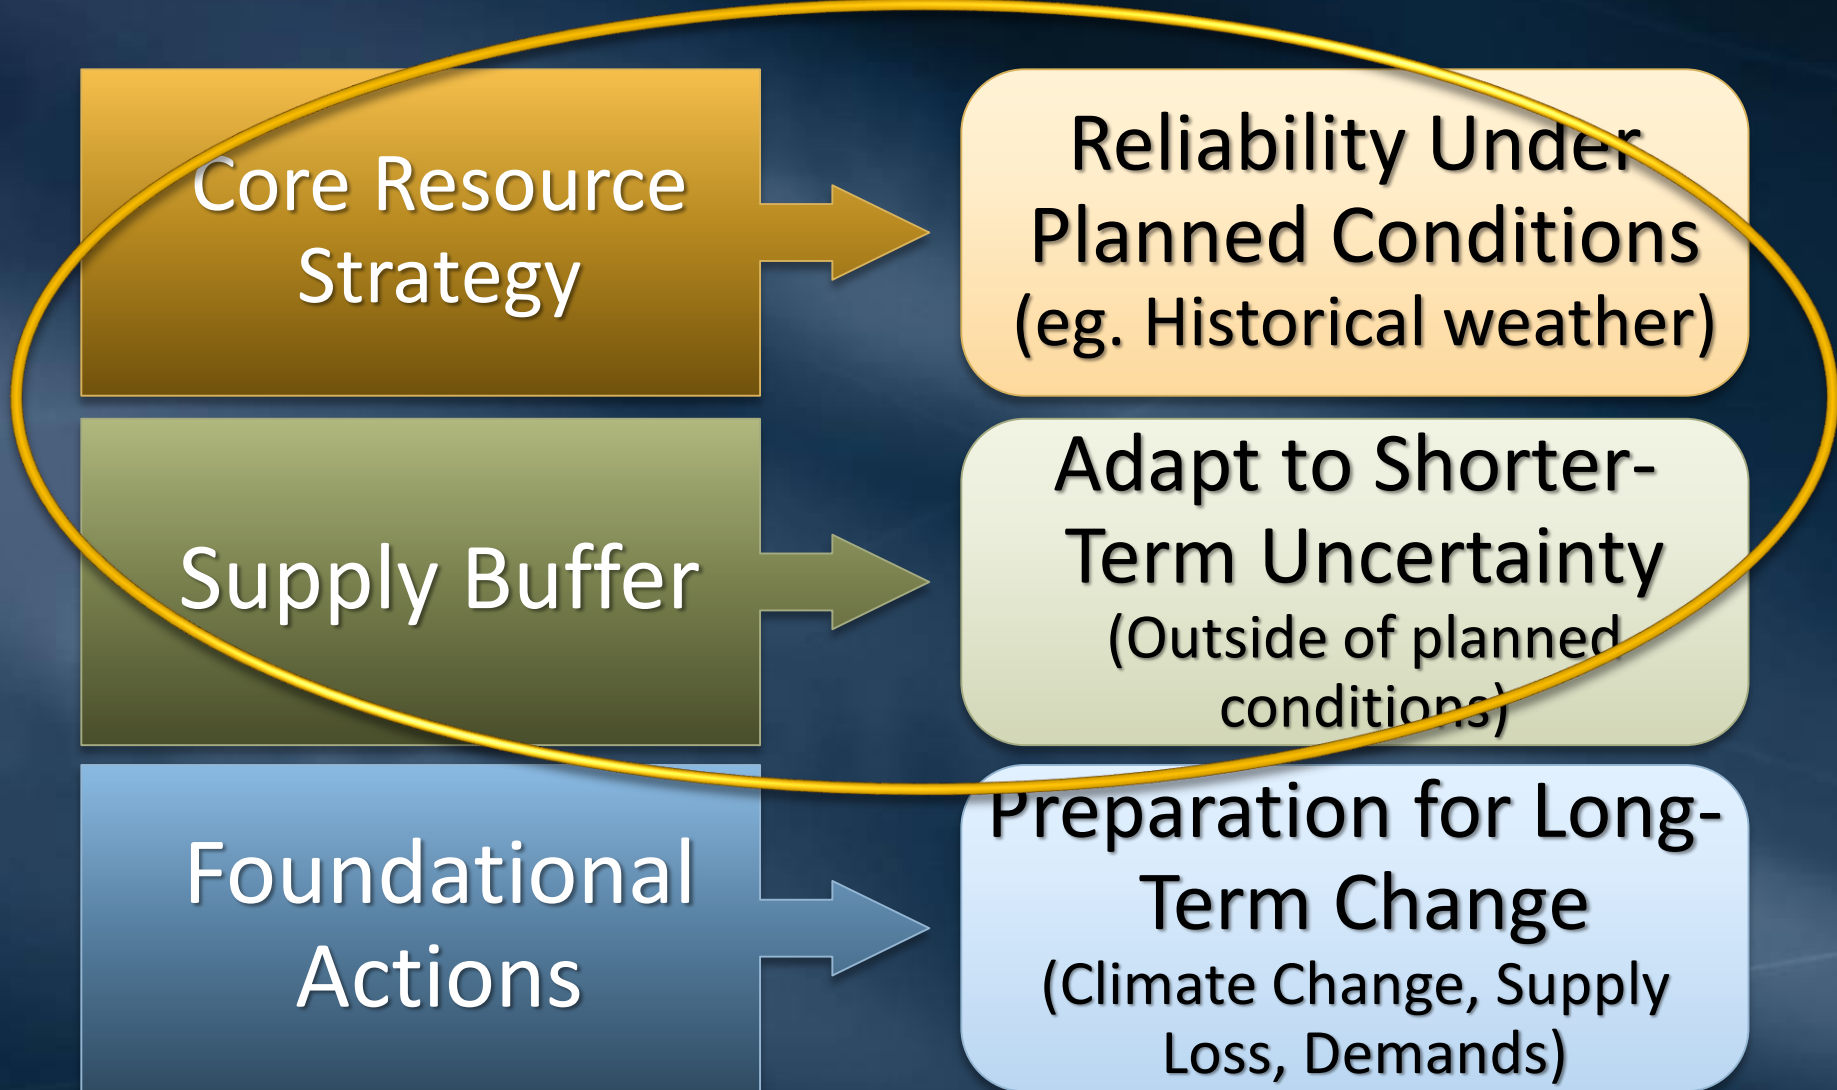 Core Resource
Strategy
Reliability Under
Planned Conditions
(eg. Historical weather)
Supply Buffer
Adapt to Shorter-
Term Uncertainty
(Outside of planned
conditions)
Foundational
Actions
Preparation for Long-
Term Change
(Climate Change, Supply
Loss, Demands)